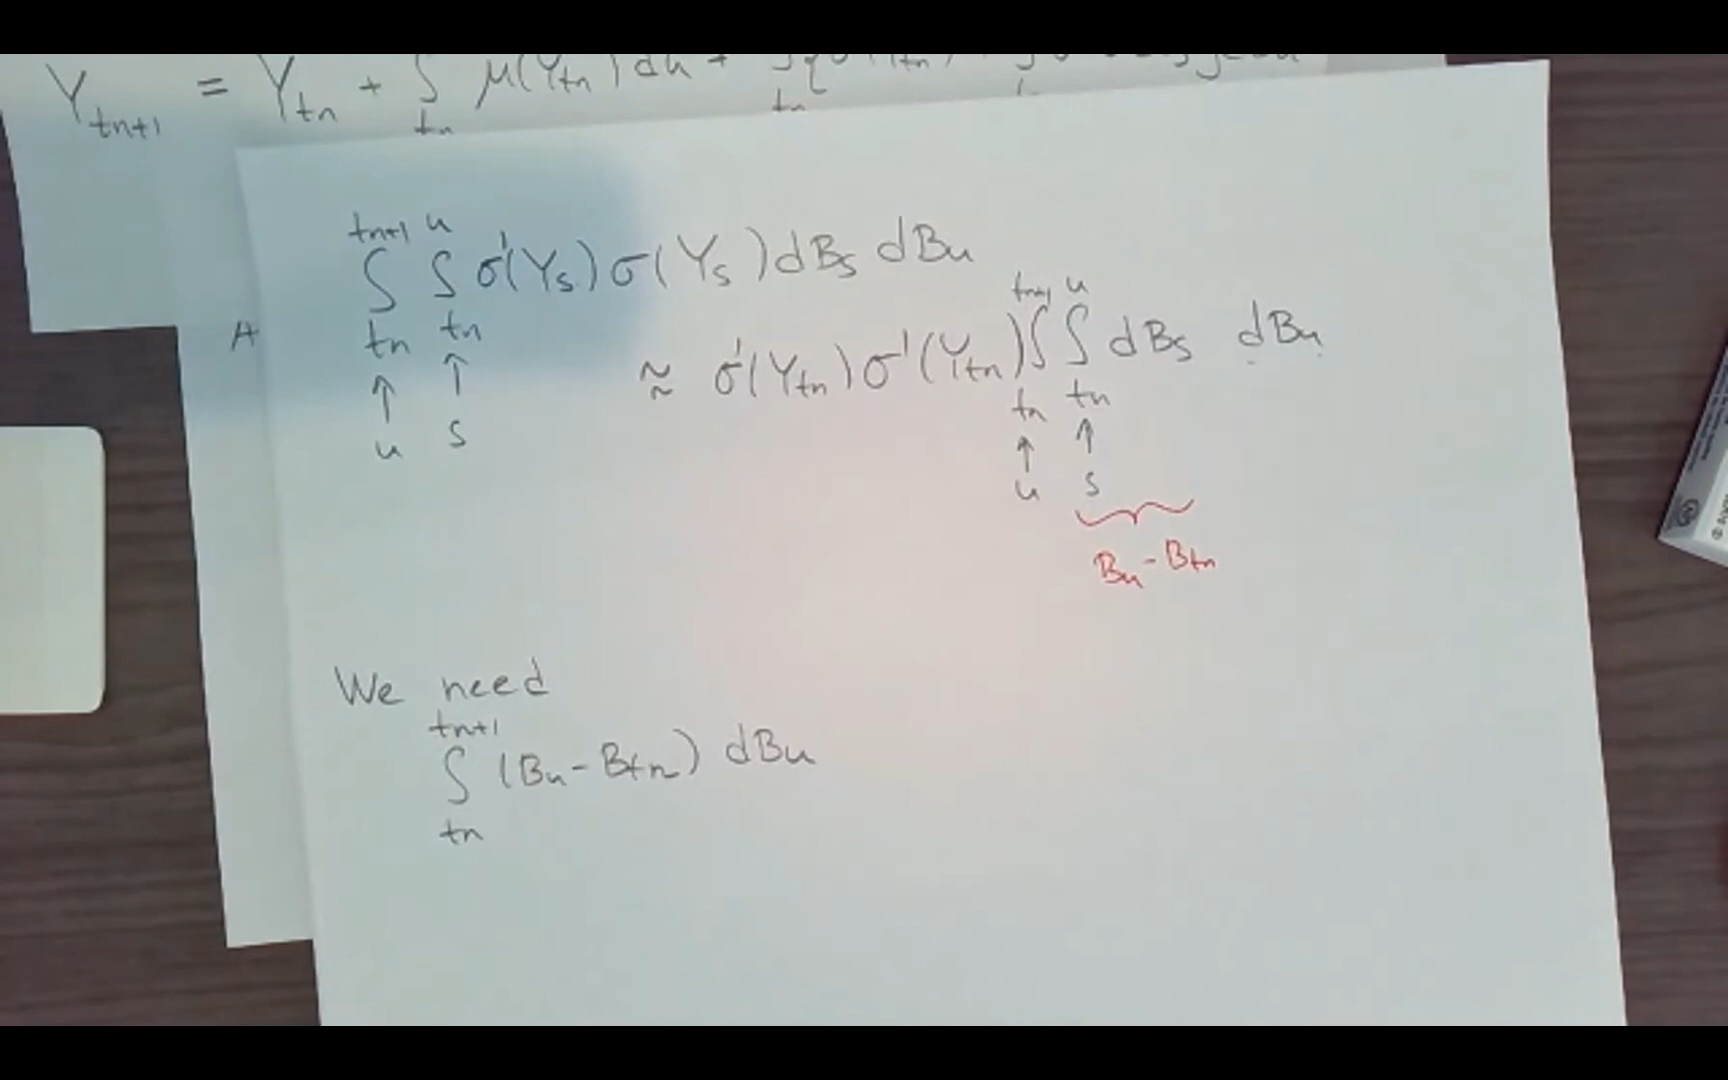 Y_{tn+1} = Y_{tn} + ∫_{tn} μ(Y_{tn}) du +
∫_{tn}^{tn+1} ∫_{tn}^{u} σ'(Y_s) σ(Y_s) dB_s dB_u
↑ ↑
u s
A
≈ σ'(Y_{tn}) σ'(Y_{tn}) ∫_{tn}^{tn+1} ∫_{tn}^{u} dB_s dB_u
↑ ↑
u s
B_u - B_{tn}
We need
∫_{tn}^{tn+1} (B_u - B_{tn}) dB_u